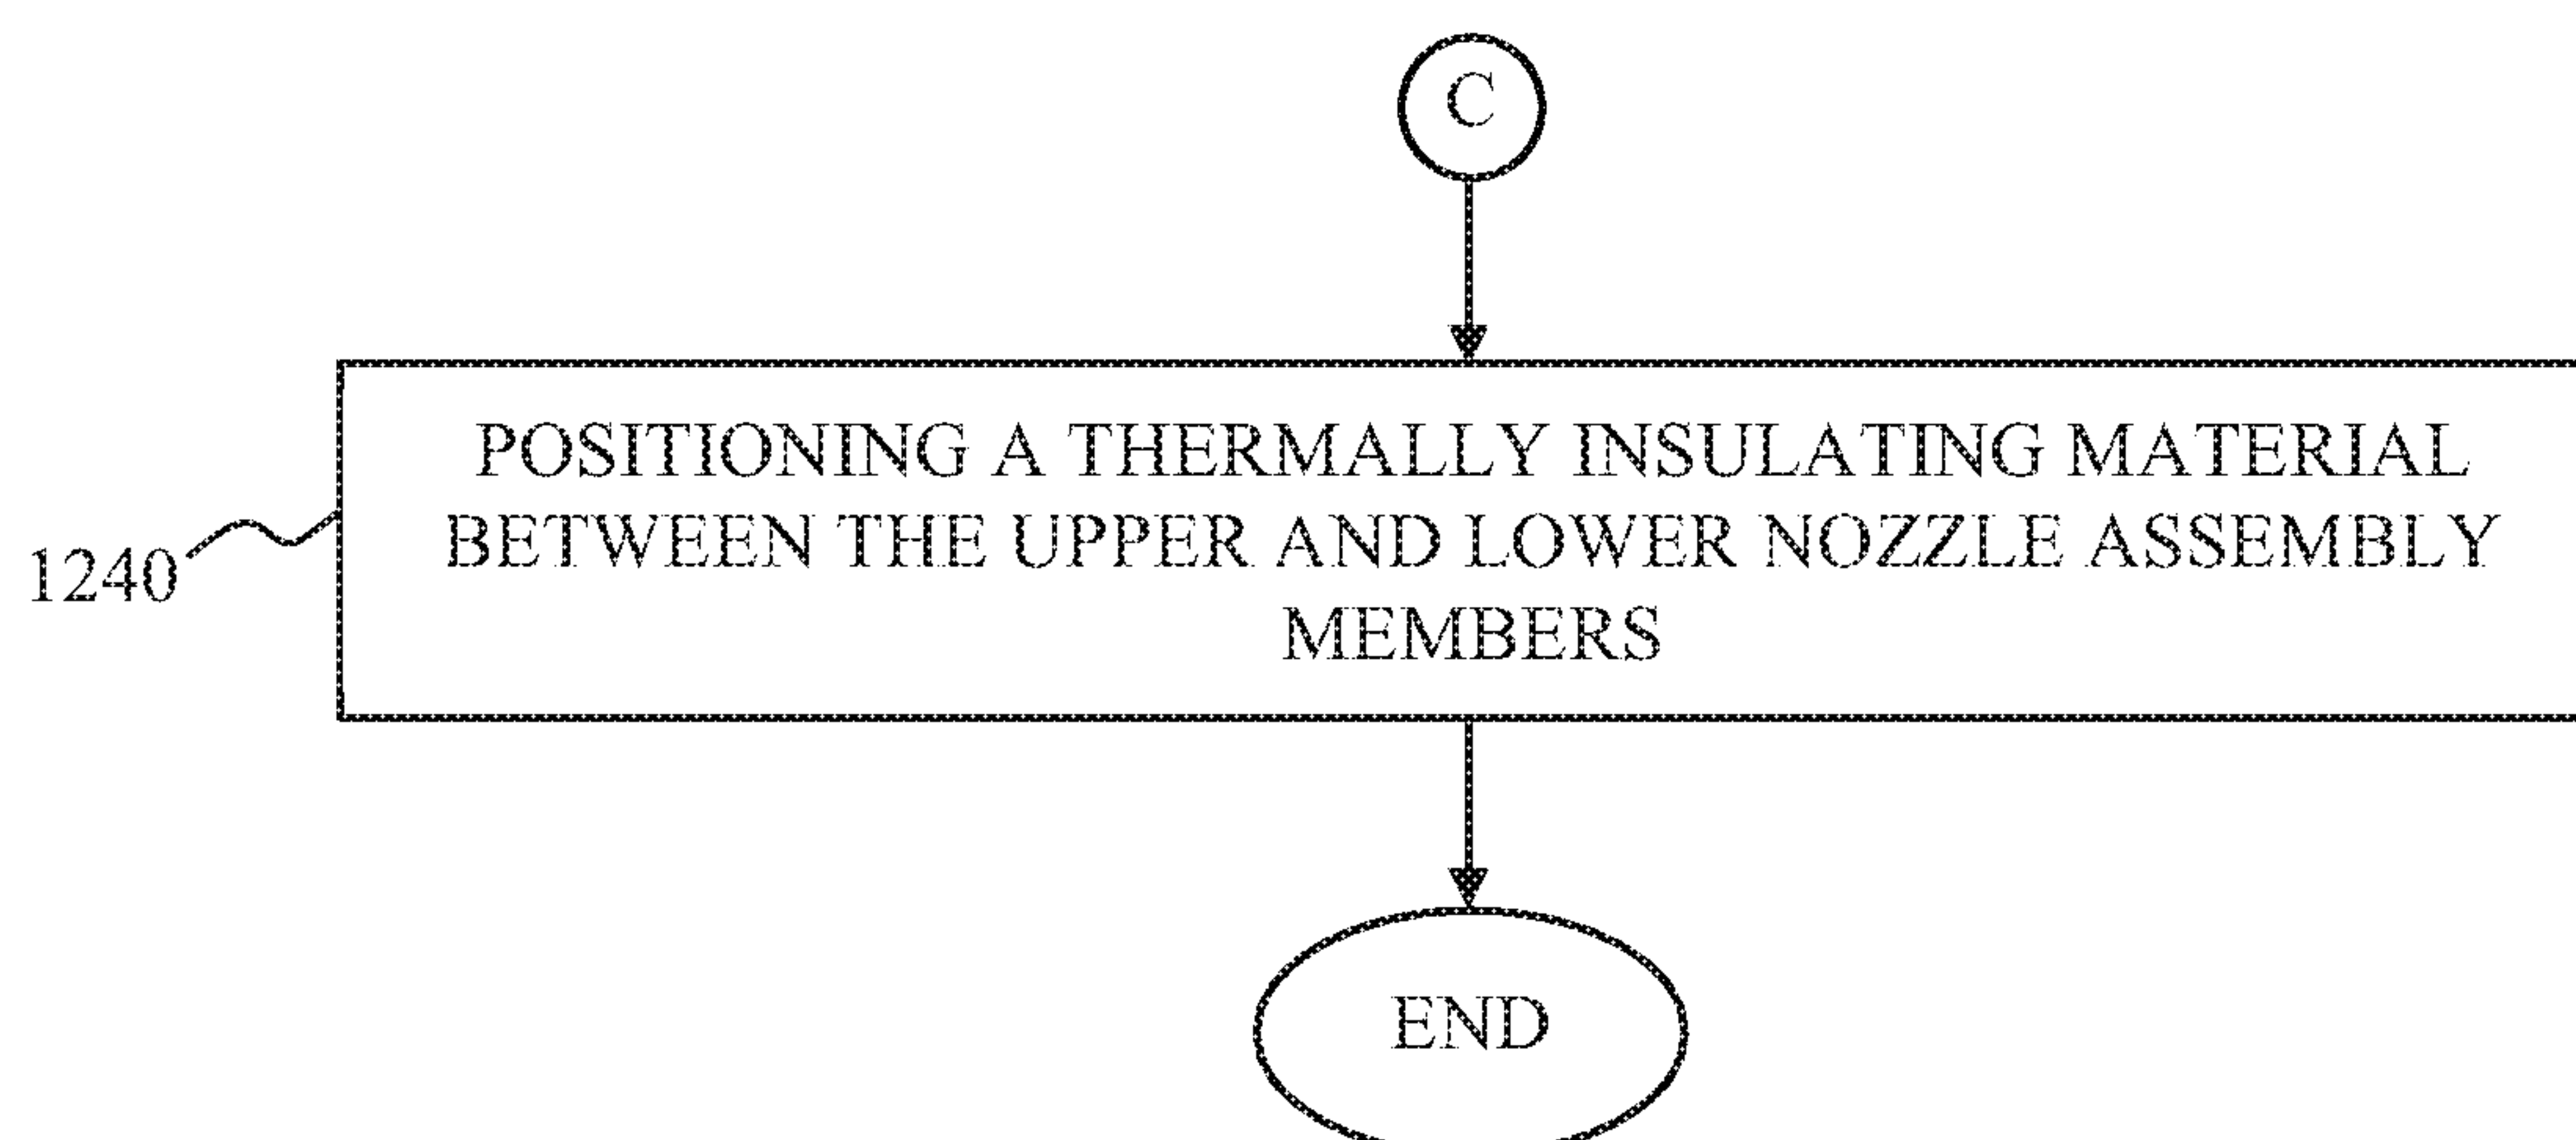 C
POSITIONING A THERMALLY INSULATING MATERIAL
BETWEEN THE UPPER AND LOWER NOZZLE ASSEMBLY
MEMBERS
1240
END